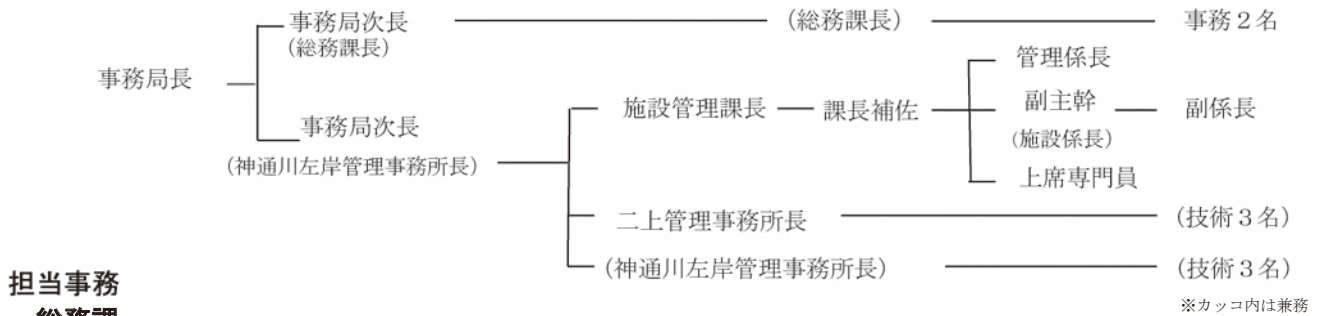 事務局次長 (総務課長) 事務2名
(総務課長)
事務局長
管理係長
施設管理課長 課長補佐 副主幹 副係長
(施設係長)
事務局次長
(神通川左岸管理事務所長)
上席専門員
二上管理事務所長 (技術3名)
(神通川左岸管理事務所長) (技術3名)
担当事務
※カッコ内は兼務
総務課